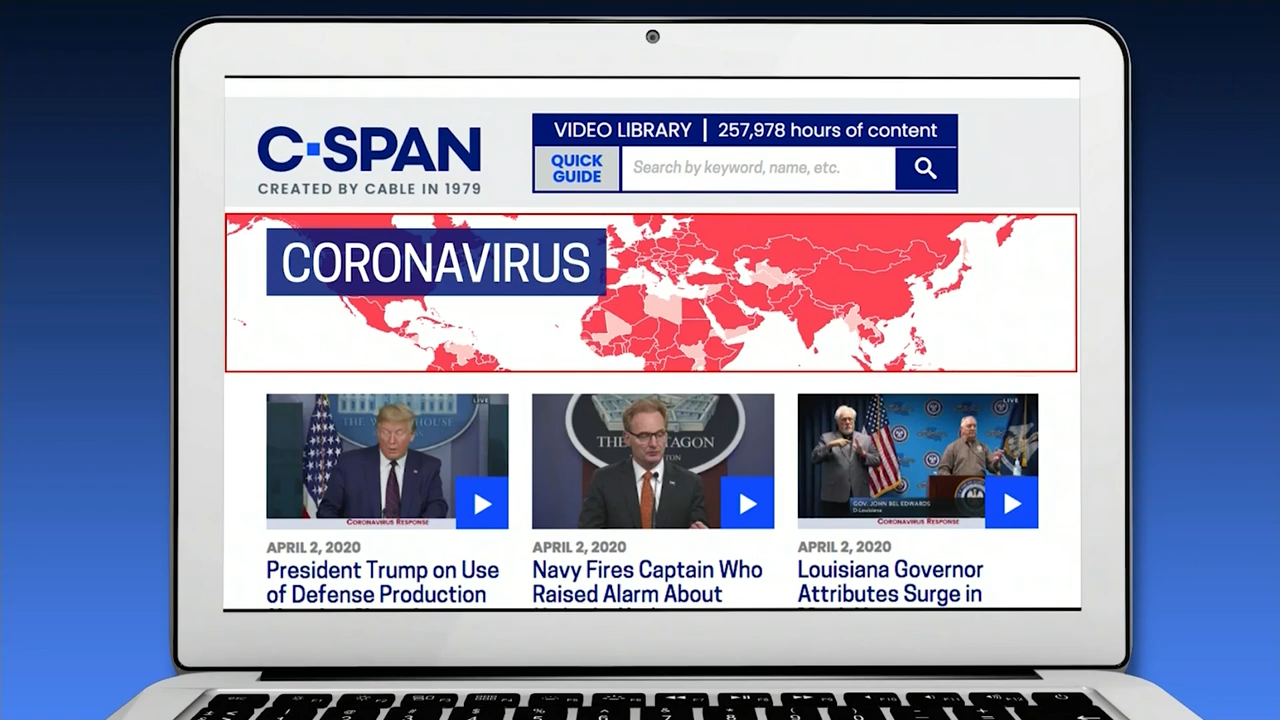 C·SPAN
CREATED BY CABLE IN 1979
VIDEO LIBRARY | 257,978 hours of content
QUICK
GUIDE
Search by keyword, name, etc.
CORONAVIRUS
LIVE
THE WHITE HOUSE
CORONAVIRUS RESPONSE
THE PENTAGON
LIVE
GOV. JOHN BEL EDWARDS
D-Louisiana
CORONAVIRUS RESPONSE
APRIL 2, 2020
President Trump on Use
of Defense Production
APRIL 2, 2020
Navy Fires Captain Who
Raised Alarm About
APRIL 2, 2020
Louisiana Governor
Attributes Surge in